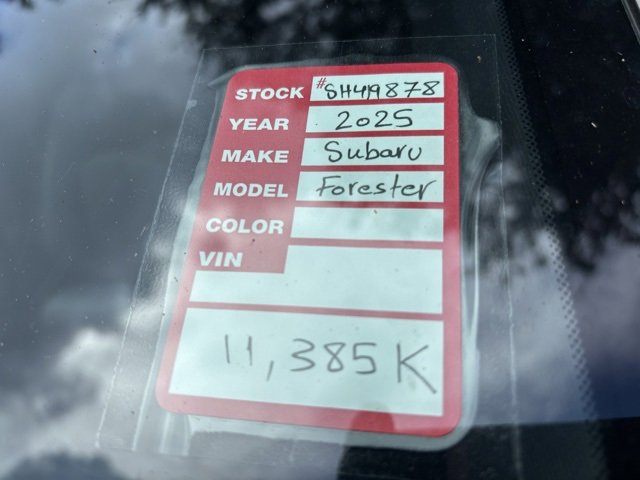 STOCK #SH419878
YEAR 2025
MAKE Subaru
MODEL Forester
COLOR
VIN
11,385K